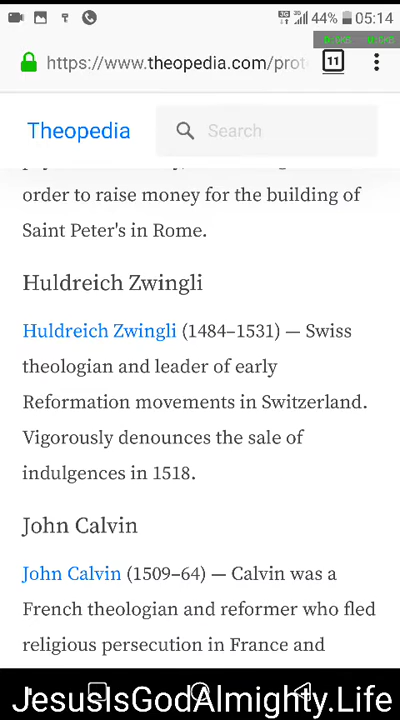 44% 05:14
https://www.theopedia.com/prot
11
Theopedia
Search
order to raise money for the building of
Saint Peter's in Rome.
Huldreich Zwingli
Huldreich Zwingli (1484–1531) — Swiss
theologian and leader of early
Reformation movements in Switzerland.
Vigorously denounces the sale of
indulgences in 1518.
John Calvin
John Calvin (1509–64) — Calvin was a
French theologian and reformer who fled
religious persecution in France and
JesusIsGodAlmighty.Life